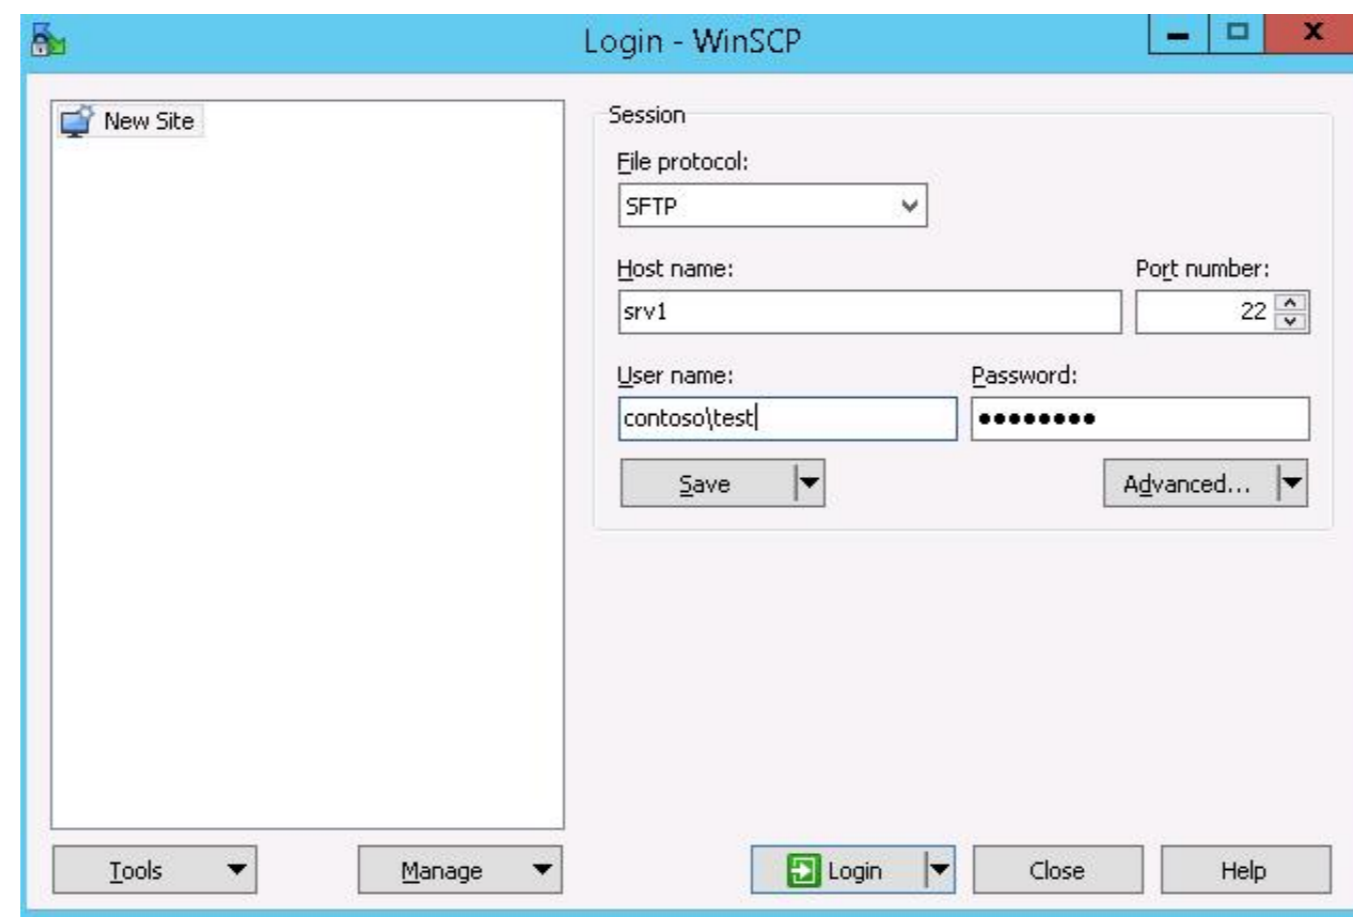 Login - WinSCP
New Site
Session
File protocol:
SFTP
Host name: Port number:
srv1 22
User name: Password:
contoso\test ••••••••
Save Advanced...
Tools Manage Login Close Help